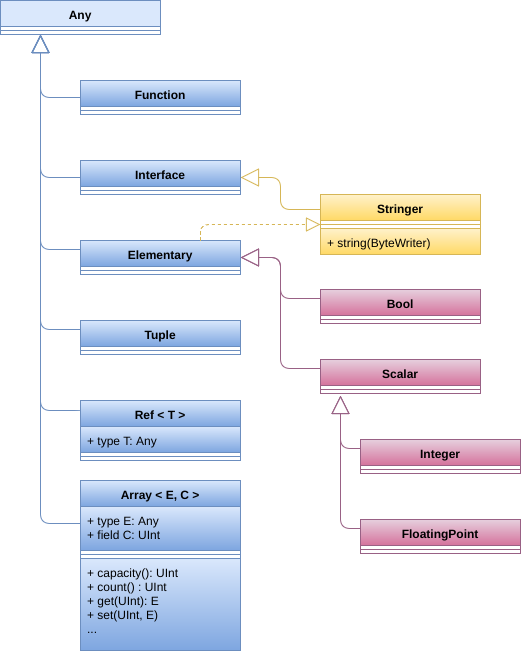 Any
Function
Interface
Stringer
+ string(ByteWriter)
Elementary
Bool
Tuple
Scalar
Ref < T >
+ type T: Any
Integer
Array < E, C >
+ type E: Any
+ field C: UInt
FloatingPoint
+ capacity(): UInt
+ count() : UInt
+ get(UInt): E
+ set(UInt, E)
...